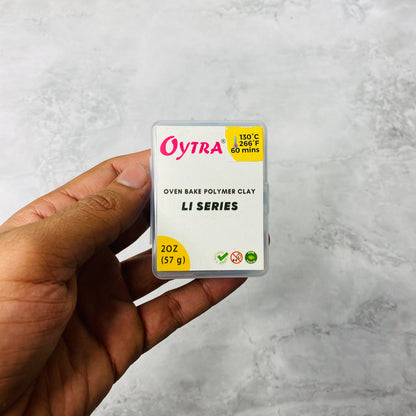 OYTRA®
130°C
266°F
60 mins
OVEN BAKE POLYMER CLAY
LI SERIES
2OZ
(57 g)